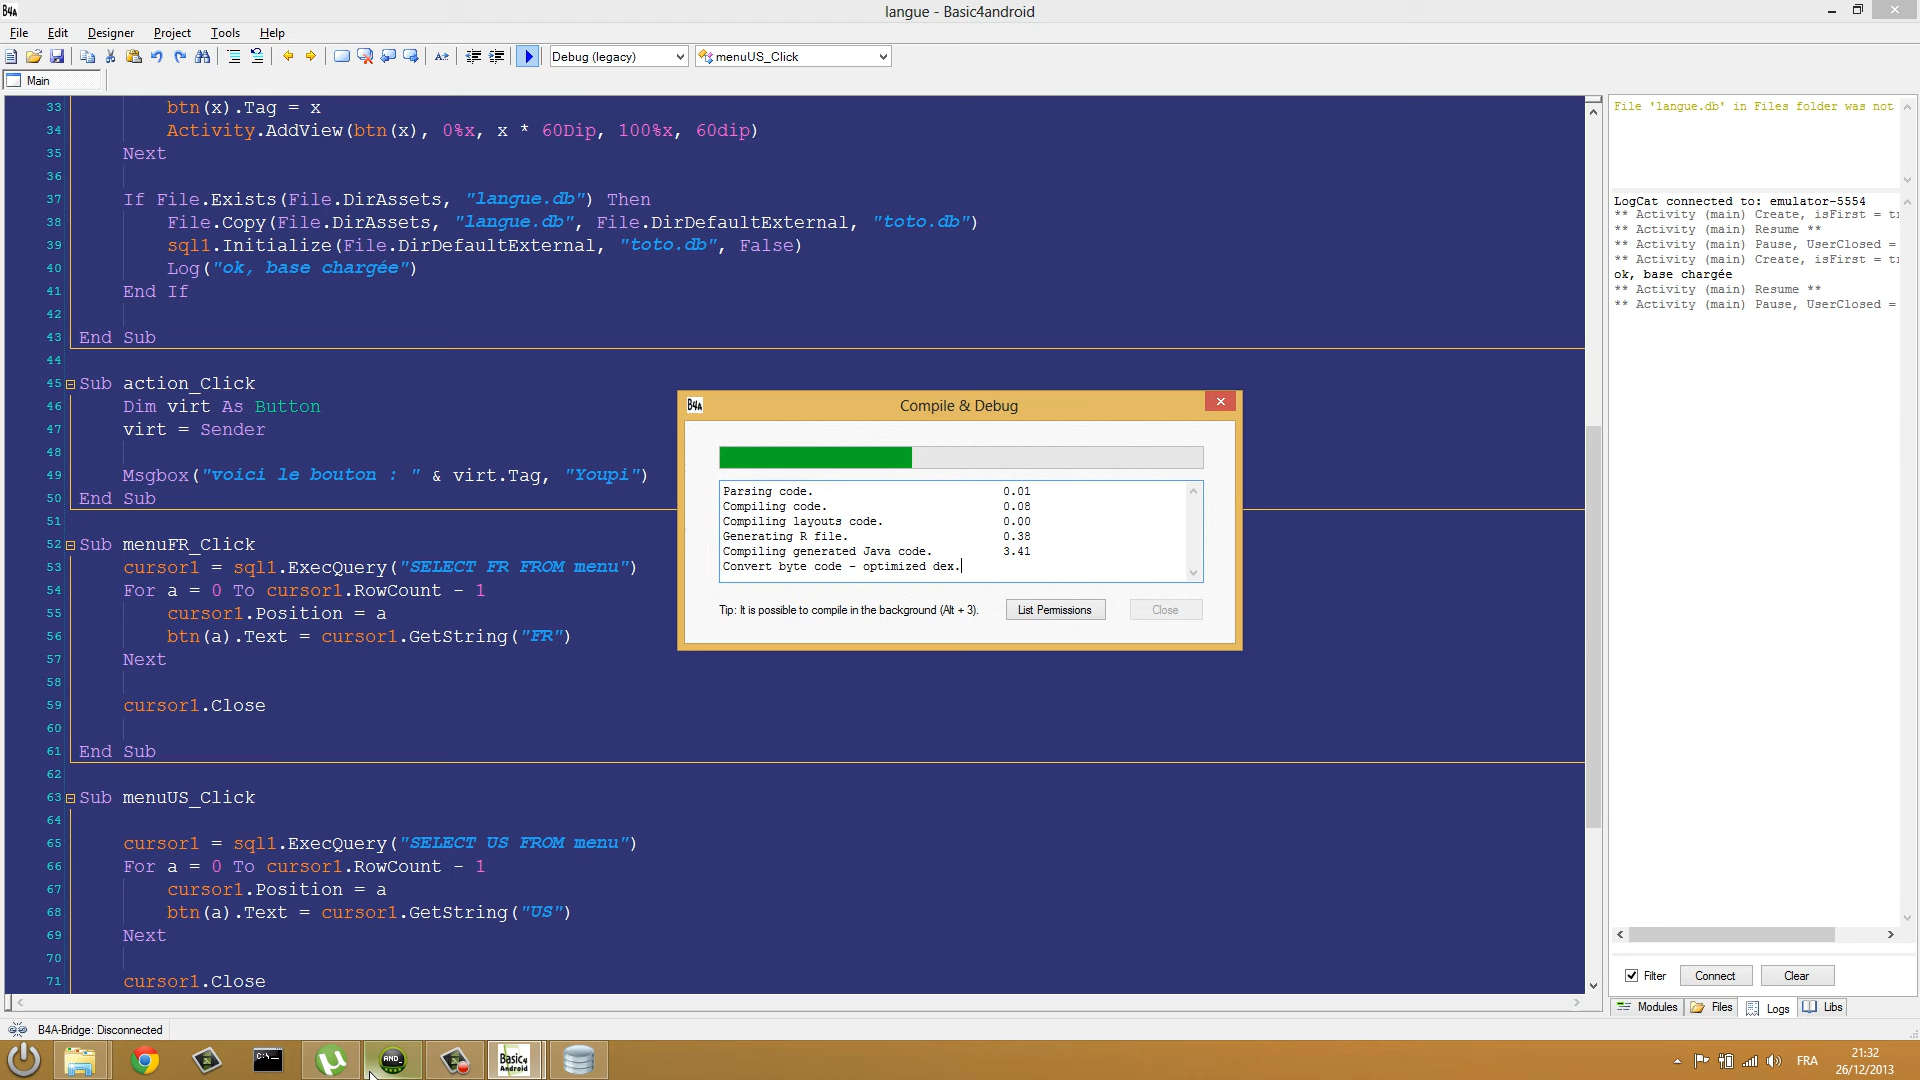 B4A
langue - Basic4android
File Edit Designer Project Tools Help
Debug (legacy) menuUS_Click
Main
33 btn(x).Tag = x
34 Activity.AddView(btn(x), 0%x, x * 60Dip, 100%x, 60dip)
35 Next
36
37 If File.Exists(File.DirAssets, "langue.db") Then
38 File.Copy(File.DirAssets, "langue.db", File.DirDefaultExternal, "toto.db")
39 sql1.Initialize(File.DirDefaultExternal, "toto.db", False)
40 Log("ok, base chargée")
41 End If
42
43 End Sub
44
45 Sub action_Click
46 Dim virt As Button
47 virt = Sender
48
49 Msgbox("voici le bouton : " & virt.Tag, "Youpi")
50 End Sub
51
52 Sub menuFR_Click
53 cursor1 = sql1.ExecQuery("SELECT FR FROM menu")
54 For a = 0 To cursor1.RowCount - 1
55 cursor1.Position = a
56 btn(a).Text = cursor1.GetString("FR")
57 Next
58
59 cursor1.Close
60
61 End Sub
62
63 Sub menuUS_Click
64
65 cursor1 = sql1.ExecQuery("SELECT US FROM menu")
66 For a = 0 To cursor1.RowCount - 1
67 cursor1.Position = a
68 btn(a).Text = cursor1.GetString("US")
69 Next
70
71 cursor1.Close
B4A Compile & Debug
Parsing code. 0.01
Compiling code. 0.08
Compiling layouts code. 0.00
Generating R file. 0.38
Compiling generated Java code. 3.41
Convert byte code - optimized dex.
Tip: It is possible to compile in the background (Alt + 3). List Permissions Close
File 'langue.db' in Files folder was not
LogCat connected to: emulator-5554
** Activity (main) Create, isFirst = tr
** Activity (main) Resume **
** Activity (main) Pause, UserClosed =
** Activity (main) Create, isFirst = tr
ok, base chargée
** Activity (main) Resume **
** Activity (main) Pause, UserClosed =
Filter Connect Clear
Modules Files Logs Libs
B4A-Bridge: Disconnected
C:\_
AND_
Basic4 Android
FRA
21:32
26/12/2013